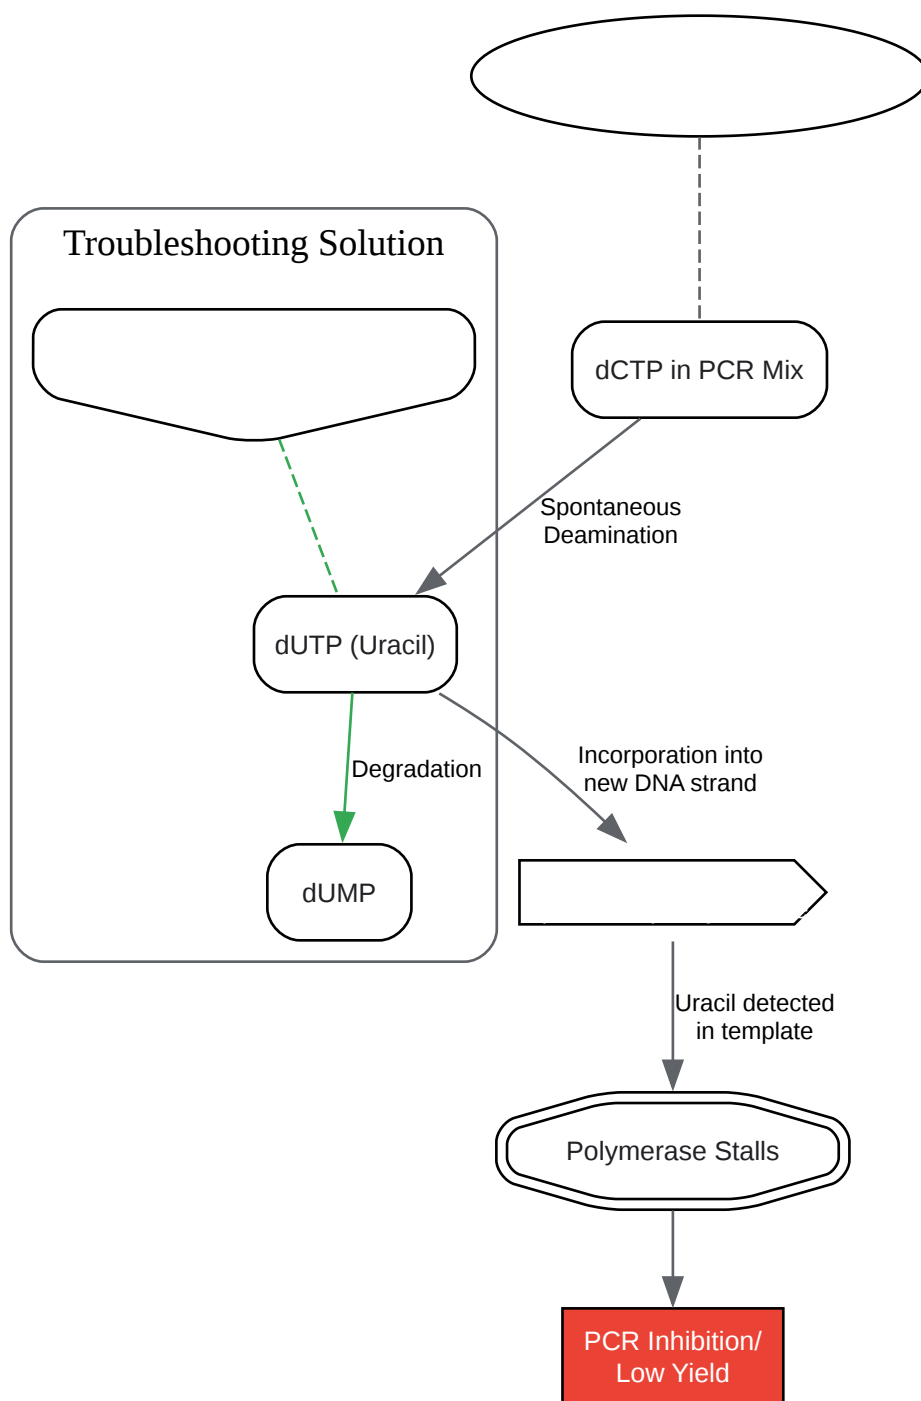 Troubleshooting Solution
dCTP in PCR Mix
Spontaneous
Deamination
dUTP (Uracil)
Degradation
Incorporation into
new DNA strand
dUMP
Uracil detected
in template
Polymerase Stalls
PCR Inhibition/
Low Yield